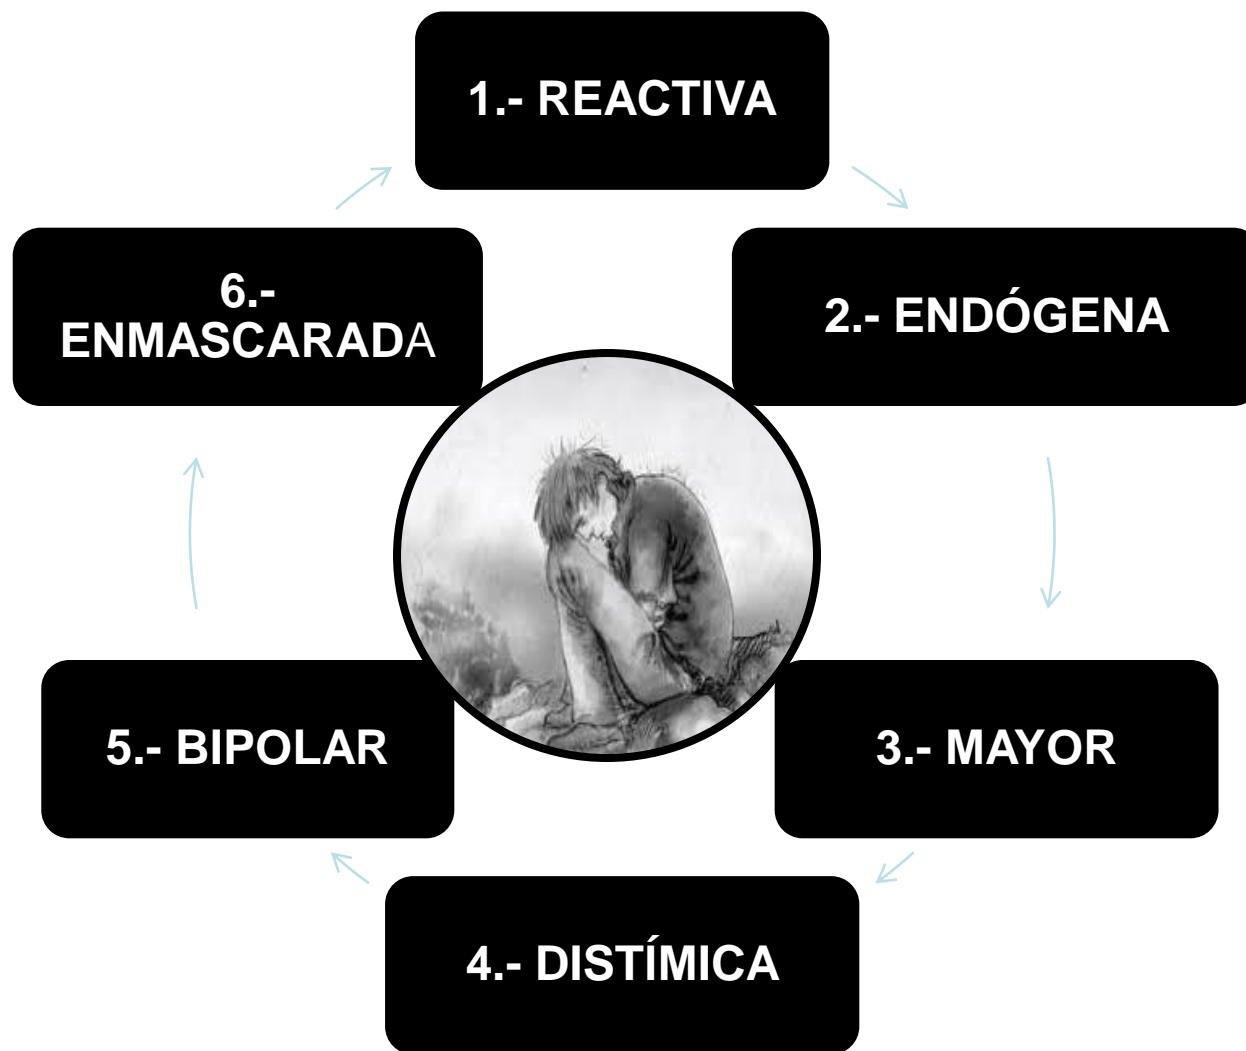 1.- REACTIVA
2.- ENDÓGENA
3.- MAYOR
4.- DISTÍMICA
5.- BIPOLAR
6.-
ENMASCARADA